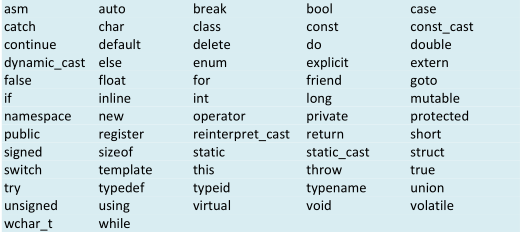 asm auto break bool case
catch char class const const_cast
continue default delete do double
dynamic_cast else enum explicit extern
false float for friend goto
if inline int long mutable
namespace new operator private protected
public register reinterpret_cast return short
signed sizeof static static_cast struct
switch template this throw true
try typedef typeid typename union
unsigned using virtual void volatile
wchar_t while